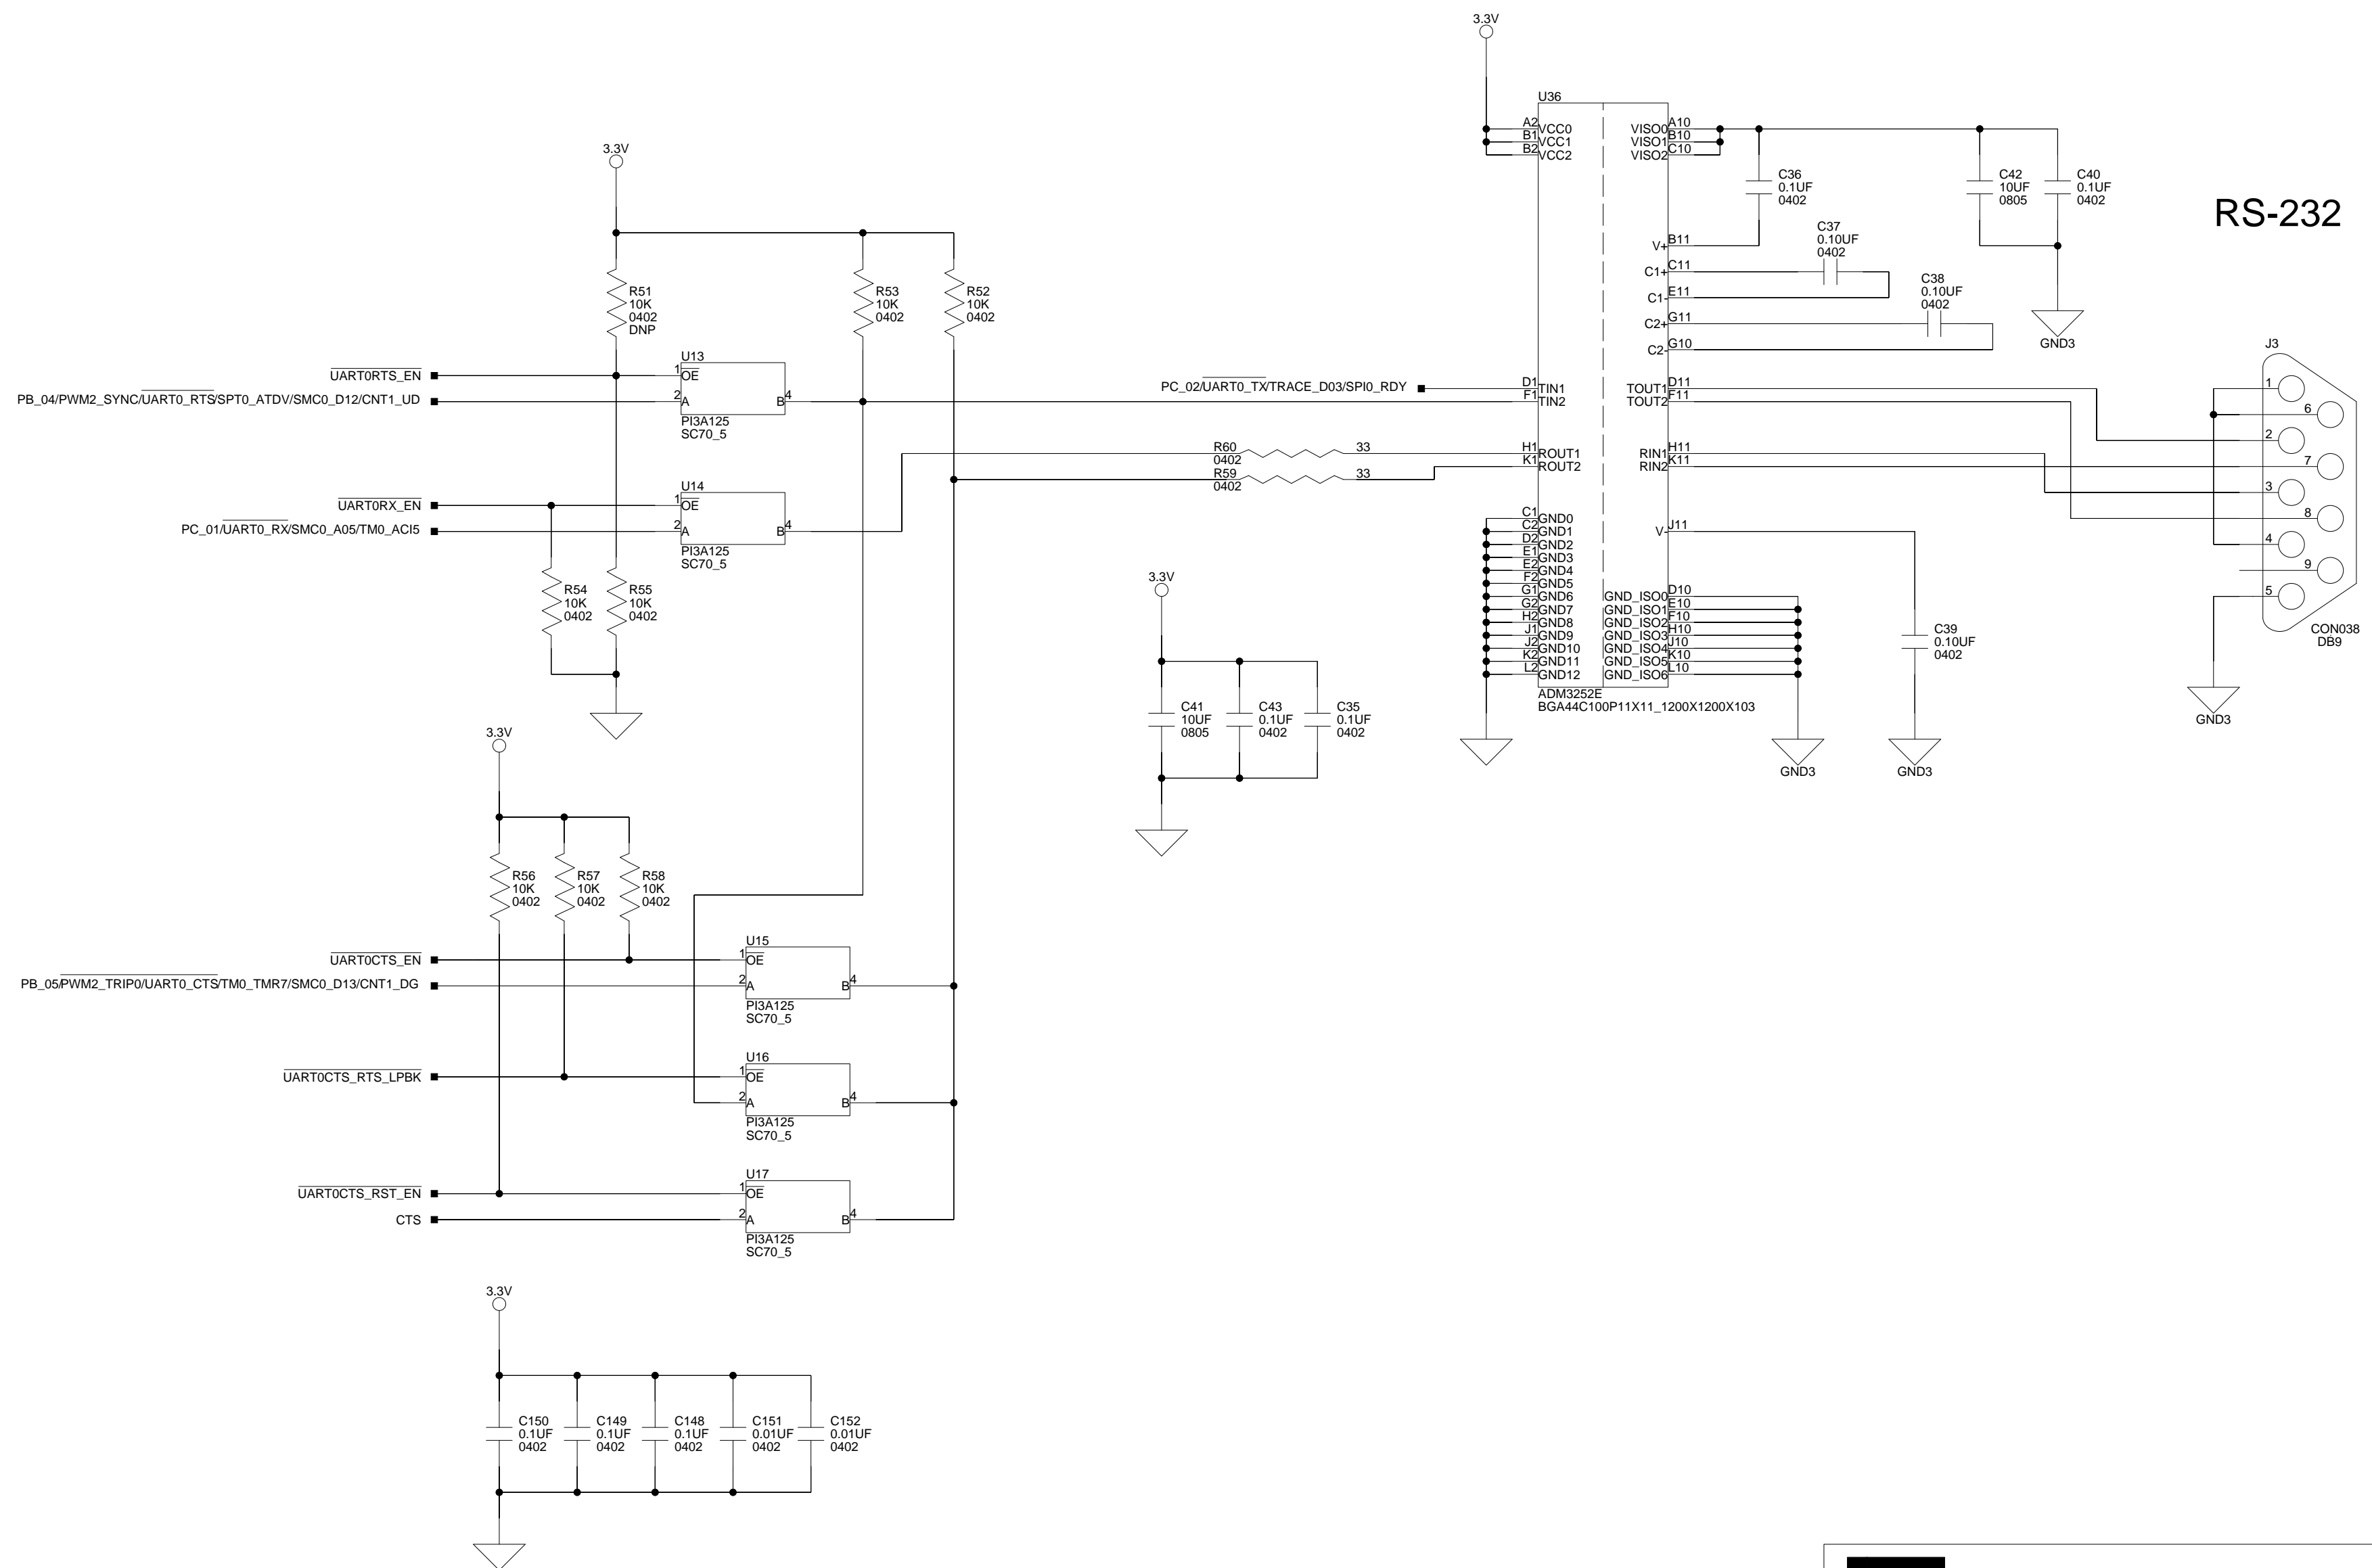 3.3V
U36
A2 VCC0 VISO0 A10
B1 VCC1 VISO1 B10
B2 VCC2 VISO2 C10
3.3V
C36
0.1UF
0402
C42
10UF
0805
C40
0.1UF
0402
RS-232
V+ B11
C37
0.10UF
0402
C1+ C11
C1- E11
C38
0.10UF
0402
C2+ G11
C2- G10
GND3
R51
10K
0402
DNP
R53
10K
0402
R52
10K
0402
UART0RTS_EN
PB_04/PWM2_SYNC/UART0_RTS/SPT0_ATDV/SMC0_D12/CNT1_UD
U13
1 OE
2 A B 4
PI3A125
SC70_5
PC_02/UART0_TX/TRACE_D03/SPI0_RDY
D1 TIN1 TOUT1 D11
F1 TIN2 TOUT2 F11
R60 33
0402
R59 33
0402
H1 ROUT1 RIN1 H11
K1 ROUT2 RIN2 K11
UART0RX_EN
PC_01/UART0_RX/SMC0_A05/TM0_ACI5
U14
1 OE
2 A B 4
PI3A125
SC70_5
V- J11
C1 GND0
C2 GND1
D2 GND2
E1 GND3
E2 GND4
F2 GND5
G1 GND6 GND_ISO0 D10
G2 GND7 GND_ISO1 E10
H2 GND8 GND_ISO2 F10
J1 GND9 GND_ISO3 H10
J2 GND10 GND_ISO4 J10
K2 GND11 GND_ISO5 K10
L2 GND12 GND_ISO6 L10
ADM3252E
BGA44C100P11X11_1200X1200X103
J3
1
6
2
7
3
8
4
9
5
CON038
DB9
GND3
C39
0.10UF
0402
GND3
GND3
R54
10K
0402
R55
10K
0402
3.3V
C41
10UF
0805
C43
0.1UF
0402
C35
0.1UF
0402
3.3V
R56
10K
0402
R57
10K
0402
R58
10K
0402
UART0CTS_EN
PB_05/PWM2_TRIP0/UART0_CTS/TM0_TMR7/SMC0_D13/CNT1_DG
U15
1 OE
2 A B 4
PI3A125
SC70_5
UART0CTS_RTS_LPBK
U16
1 OE
2 A B 4
PI3A125
SC70_5
UART0CTS_RST_EN
CTS
U17
1 OE
2 A B 4
PI3A125
SC70_5
3.3V
C150
0.1UF
0402
C149
0.1UF
0402
C148
0.1UF
0402
C151
0.01UF
0402
C152
0.01UF
0402